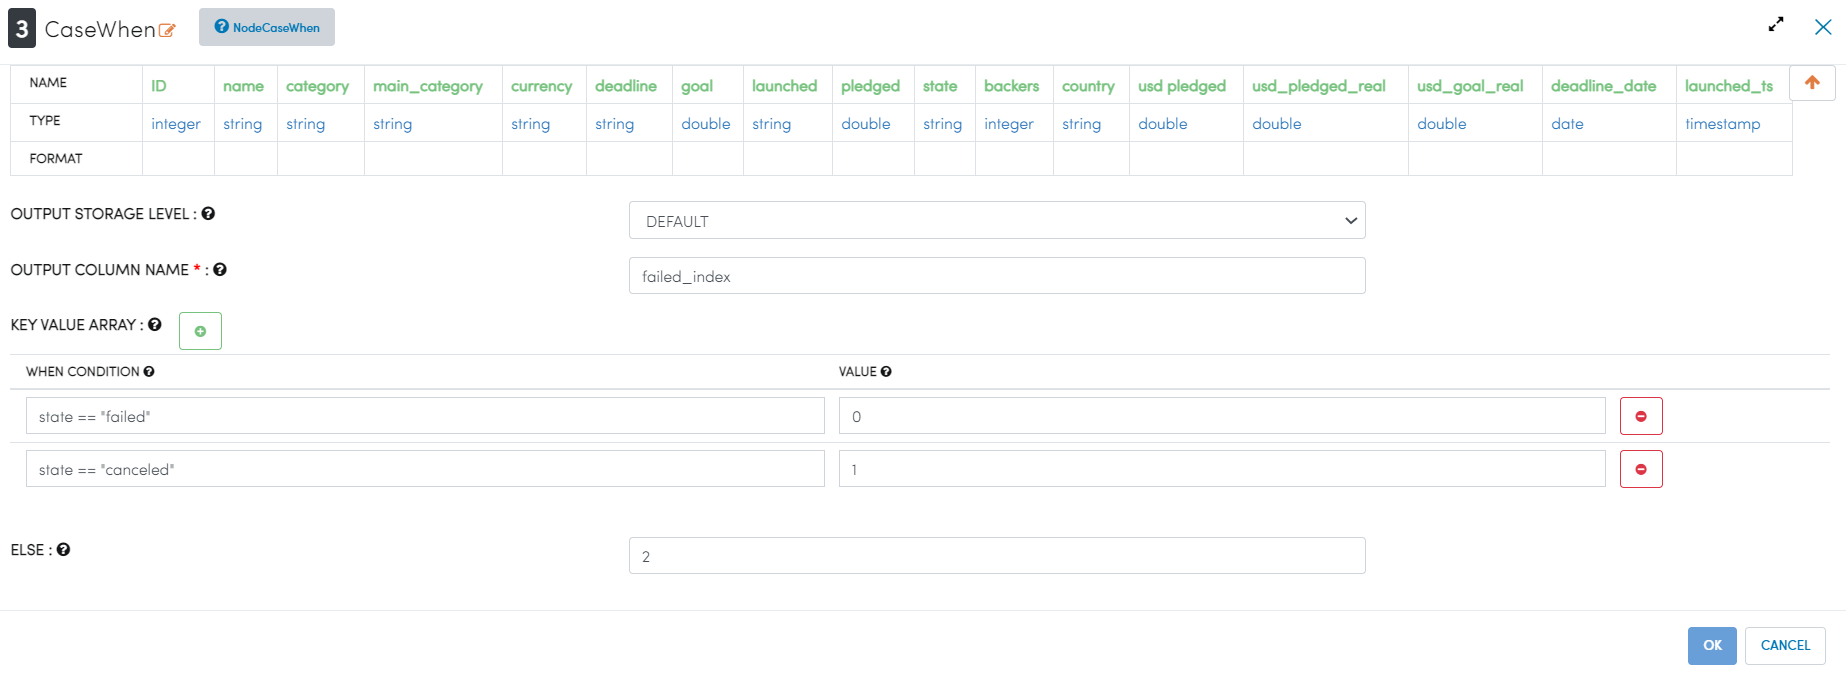 3 CaseWhen NodeCaseWhen
NAME ID name category main_category currency deadline goal launched pledged state backers country usd pledged usd_pledged_real usd_goal_real deadline_date launched_ts
TYPE integer string string string string string double string double string integer string double double double date timestamp
FORMAT
OUTPUT STORAGE LEVEL : DEFAULT
OUTPUT COLUMN NAME * : failed_index
KEY VALUE ARRAY :
WHEN CONDITION VALUE
state == "failed" 0
state == "canceled" 1
ELSE : 2
OK CANCEL